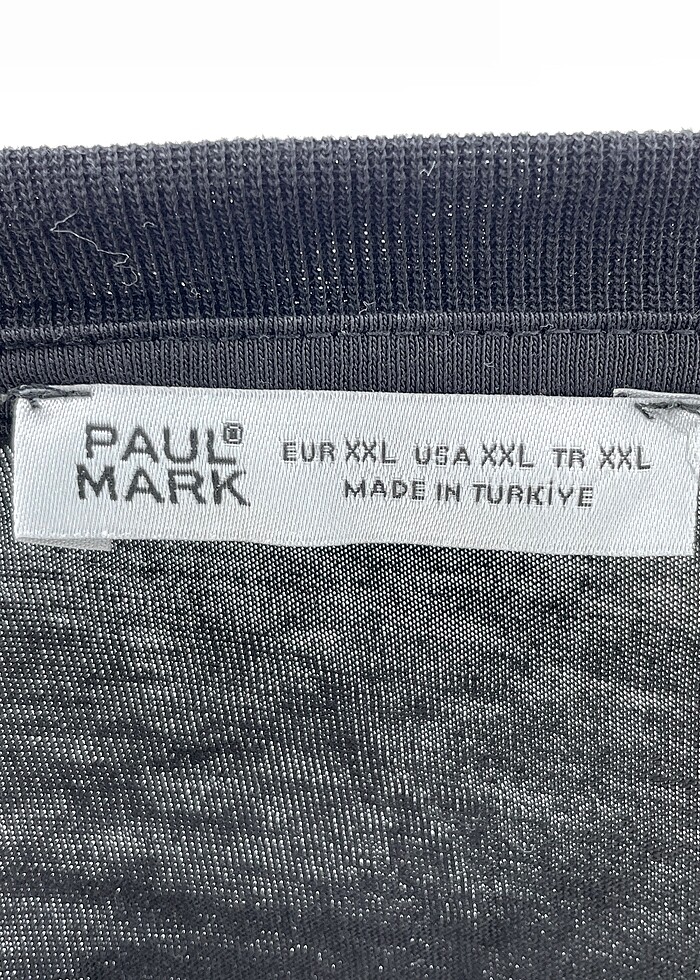 PAUL®
MARK
EUR XXL USA XXL TR XXL
MADE IN TURKİYE